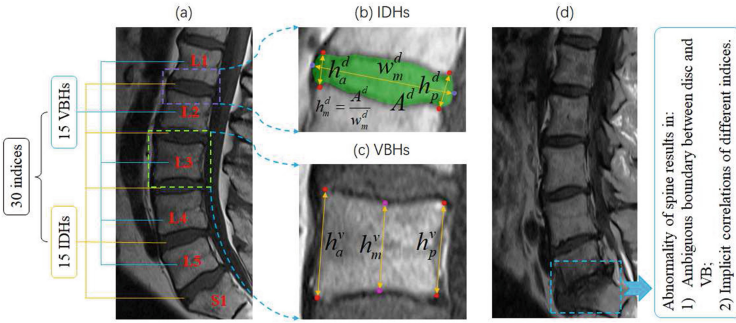 (a)
(b) IDHs
(d)
30 indices
15 VBHs
15 IDHs
L1
L2
L3
L4
L5
S1
h_a^d
w_m^d
h_p^d
h_m^d = A^d / w_m^d
A^d
(c) VBHs
h_a^v
h_m^v
h_p^v
Abnormality of spine results in:
1) Ambiguous boundary between disc and
VB;
2) Implicit correlations of different indices.